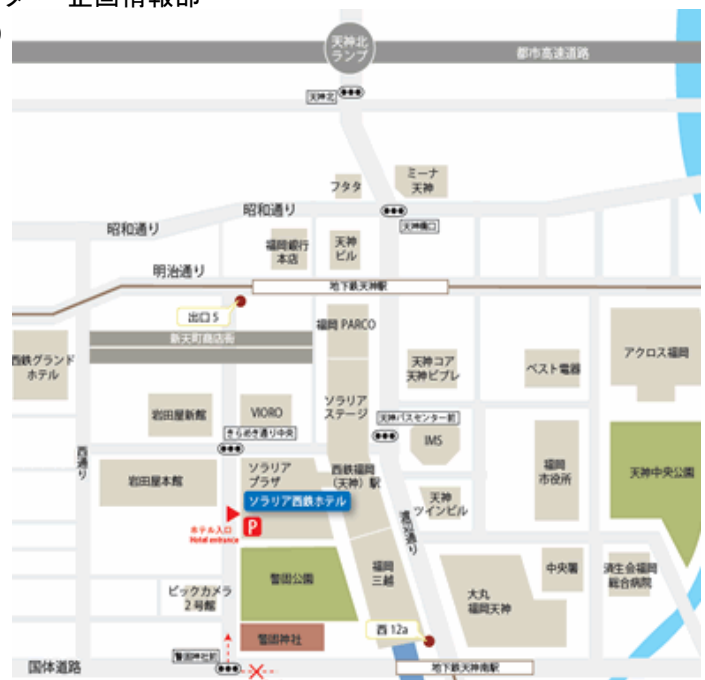 企画情報部
天神北
ランプ
都市高速道路
天神北
ミーナ
天神
フタタ
昭和通り
昭和通り
天神橋口
福岡銀行
本店
天神
ビル
明治通り
地下鉄天神駅
出口5
新天町商店街
福岡 PARCO
西鉄グランド
ホテル
天神コア
天神ビブレ
ベスト電器
アクロス福岡
岩田屋新館
VIORO
ソラリア
ステージ
天神バスセンター前
きらめき通り中央
IMS
西通り
岩田屋本館
ソラリア
プラザ
西鉄福岡
(天神)駅
福岡
市役所
天神中央公園
ソラリア西鉄ホテル
天神
ツインビル
P
ホテル入口
Hotel entrance
渡辺通り
警固公園
福岡
三越
中央署
済生会福岡
総合病院
ビックカメラ
2号館
大丸
福岡天神
警固神社
西12a
警固神社前
国体道路
地下鉄天神南駅